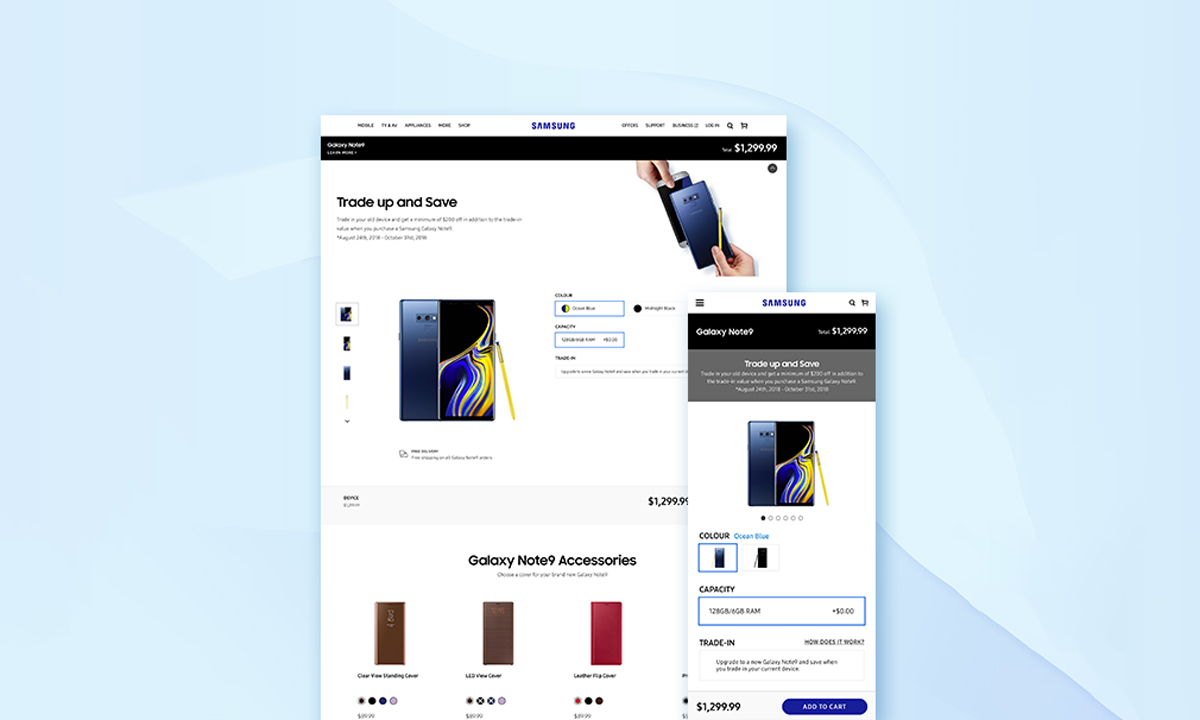 MOBILE TV & AV APPLIANCES MORE SHOP SAMSUNG OFFERS SUPPORT BUSINESS LOG IN
Galaxy Note9
LEARN MORE >
Total: $1,299.99
Trade up and Save
Trade in your old device and get a minimum of $200 off in addition to the trade-in
value when you purchase a Samsung Galaxy Note9.
*August 24th, 2018 - October 31st, 2018
COLOUR
Ocean Blue Midnight Black
CAPACITY
128GB/6GB RAM +$0.00
TRADE-IN
Upgrade to a new Galaxy Note9 and save when you trade in your current d
FREE DELIVERY
Free shipping on all Galaxy Note9 orders.
DEVICE
$1,299.99
$1,299.99
Galaxy Note9 Accessories
Choose a cover for your brand new Galaxy Note9
Clear View Standing Cover
$89.99
LED View Cover
$89.99
Leather Flip Cover
$89.99
SAMSUNG
Galaxy Note9 Total: $1,299.99
Trade up and Save
Trade in your old device and get a minimum of $200 off in addition to
the trade-in value when you purchase a Samsung Galaxy Note9.
*August 24th, 2018 - October 31st, 2018
COLOUR Ocean Blue
CAPACITY
128GB/6GB RAM +$0.00
TRADE-IN HOW DOES IT WORK?
Upgrade to a new Galaxy Note9 and save when
you trade in your current device.
$1,299.99 ADD TO CART